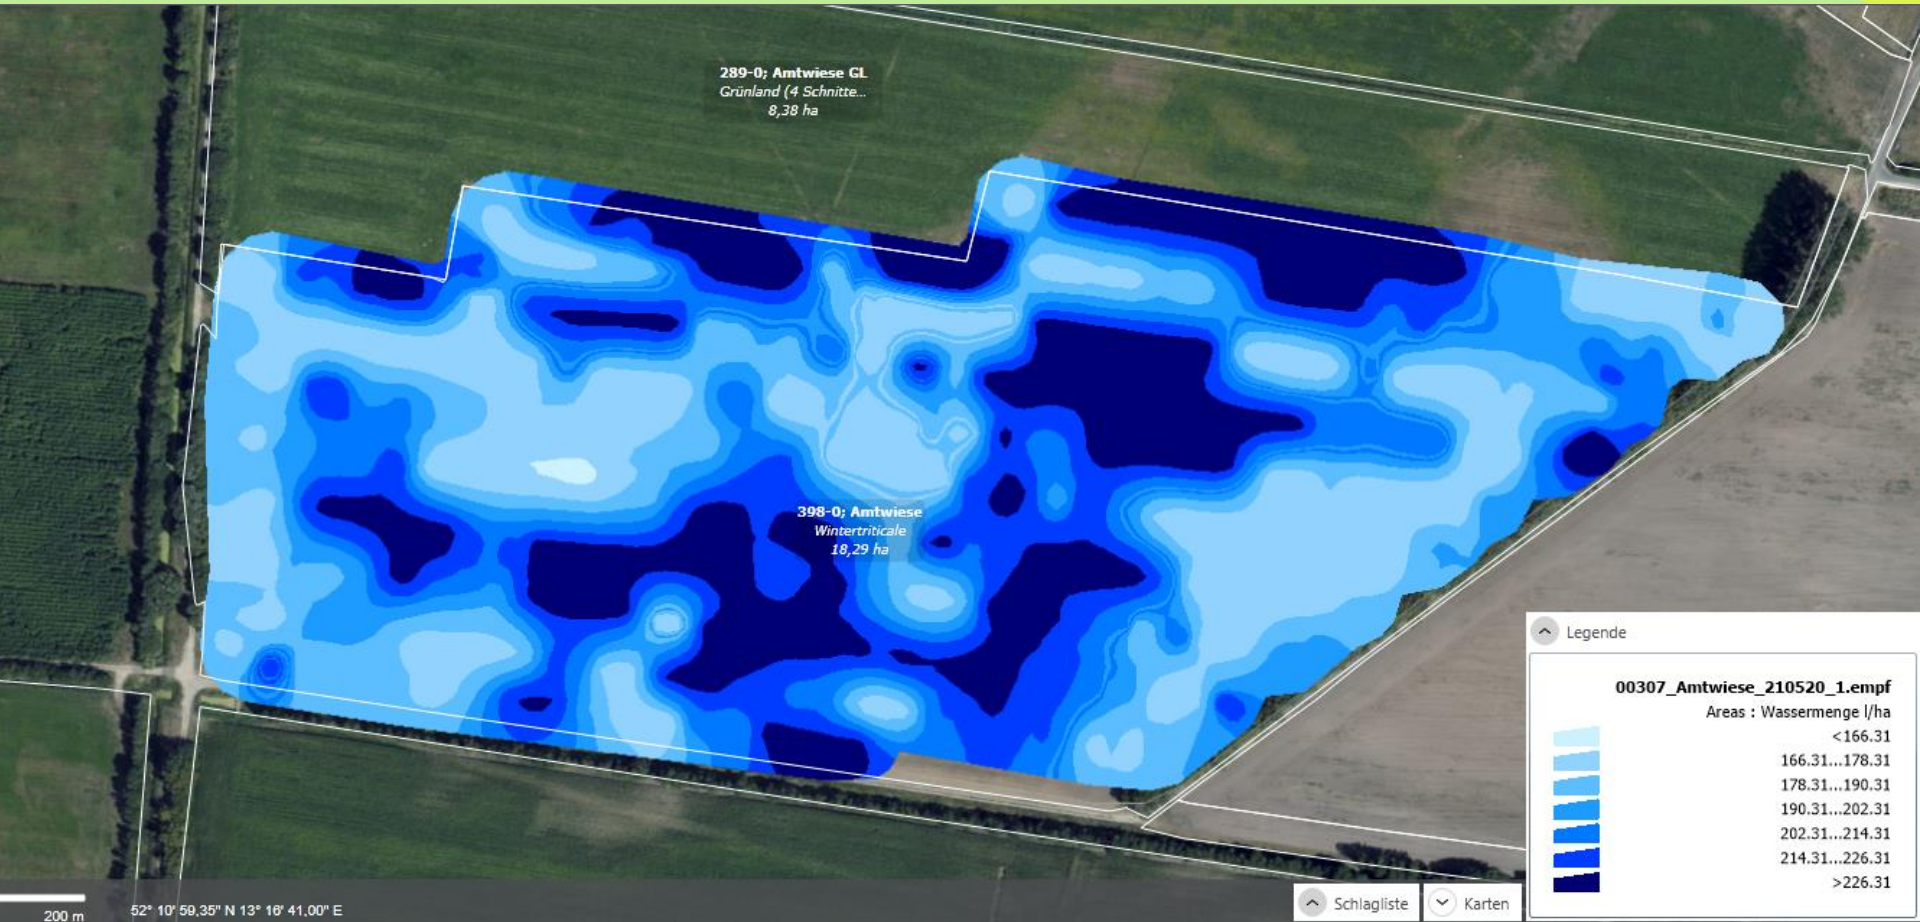 289-0; Amtwiese GL
Grünland (4 Schnitte...
8,38 ha
398-0; Amtwiese
Wintertriticale
18,29 ha
Legende
00307_Amtwiese_210520_1.empf
Areas : Wassermenge l/ha
<166.31
166.31...178.31
178.31...190.31
190.31...202.31
202.31...214.31
214.31...226.31
>226.31
200 m
52° 10' 59,35" N 13° 16' 41,00" E
Schlagliste
Karten